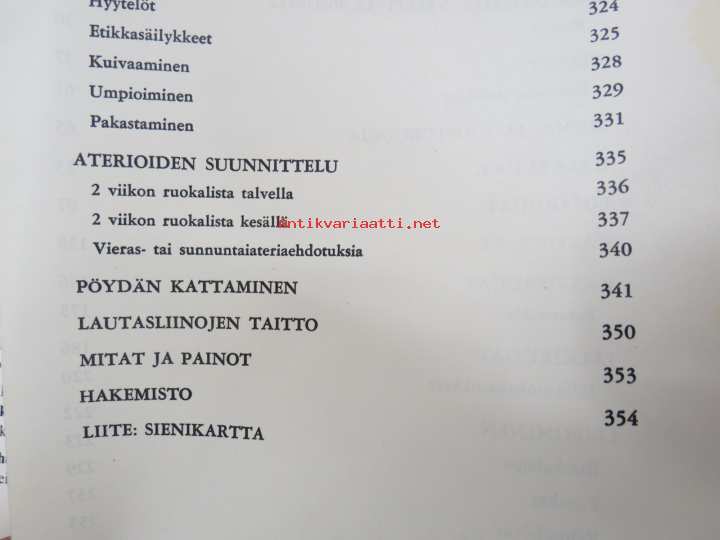 Hyytelöt 324
Etikkasäilykkeet 325
Kuivaaminen 328
Umpioiminen 329
Pakastaminen 331
ATERIOIDEN SUUNNITTELU 335
2 viikon ruokalista talvella 336
2 viikon ruokalista kesällä 337
antikvariaatti.net
Vieras- tai sunnuntaiateriaehdotuksia 340
PÖYDÄN KATTAMINEN 341
LAUTASLIINOJEN TAITTO 350
MITAT JA PAINOT 353
HAKEMISTO 354
LIITE: SIENIKARTTA